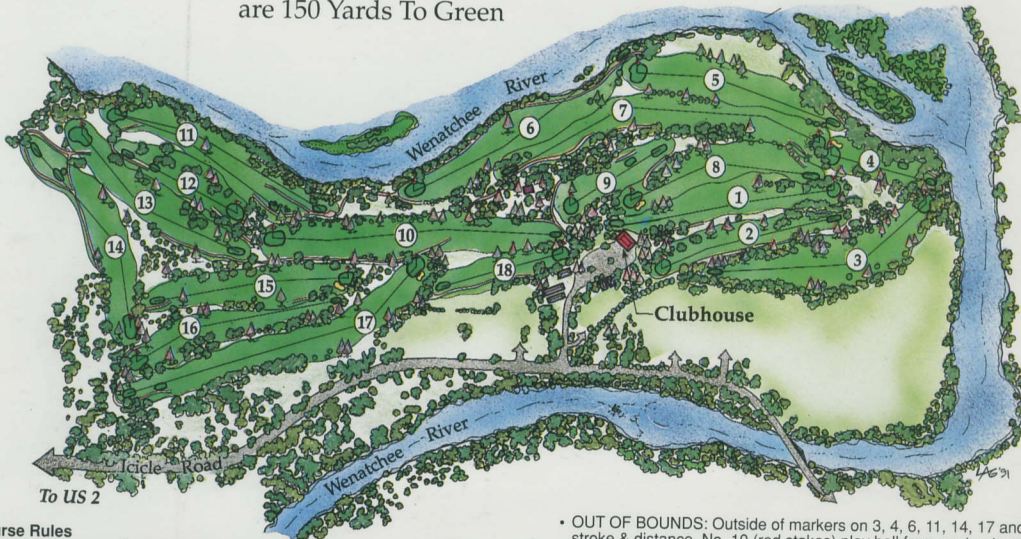 are 150 Yards To Green
5
River
7
6
11
Wenatchee
4
8
12
9
1
13
2
10
14
18
3
15
Clubhouse
17
16
River
Icicle Road
Wenatchee
LAG '91
To US 2
• OUT OF BOUNDS: Outside of markers on 3, 4, 6, 11, 14, 17 and
urse Rules
stroke & distance. No. 10 (red stakes) play ball